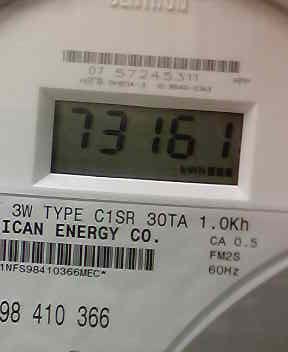 CENTRON
07 57245311
73161
kWh
3W TYPE C1SR 30TA 1.0Kh
ICAN ENERGY CO.
CA 0.5
FM2S
60Hz
1NFS98410366MEC*
98 410 366